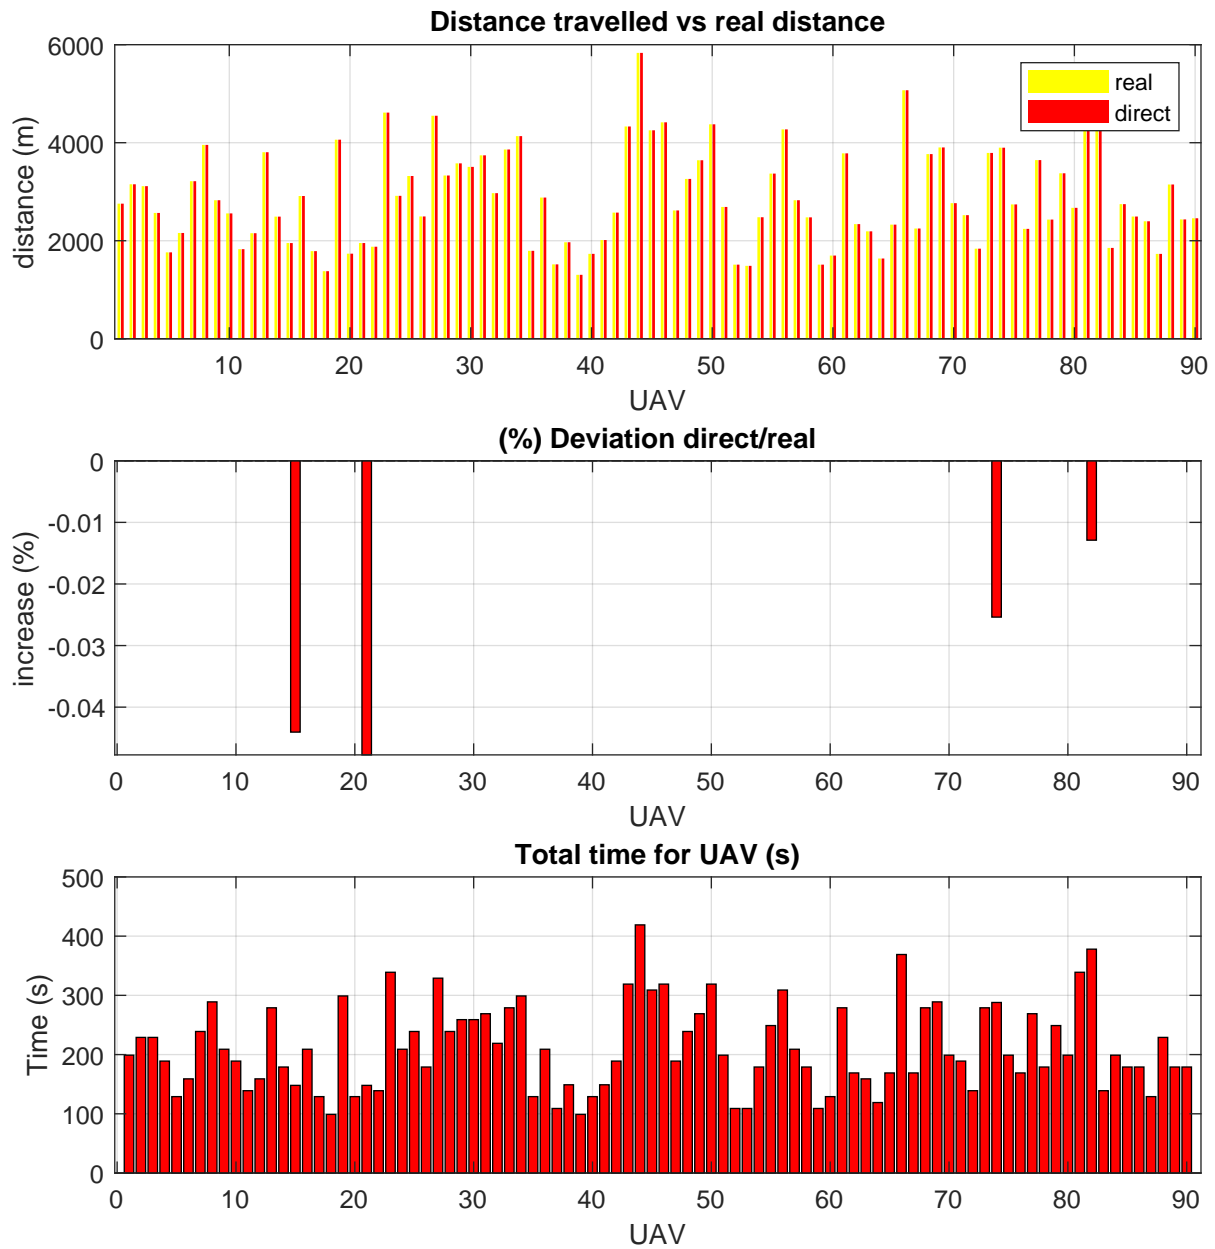 Distance travelled vs real distance
6000
4000
2000
0
distance (m)
real
direct
10 20 30 40 50 60 70 80 90
UAV
(%) Deviation direct/real
0
-0.01
-0.02
-0.03
-0.04
increase (%)
0 10 20 30 40 50 60 70 80 90
UAV
Total time for UAV (s)
500
400
300
200
100
0
Time (s)
0 10 20 30 40 50 60 70 80 90
UAV